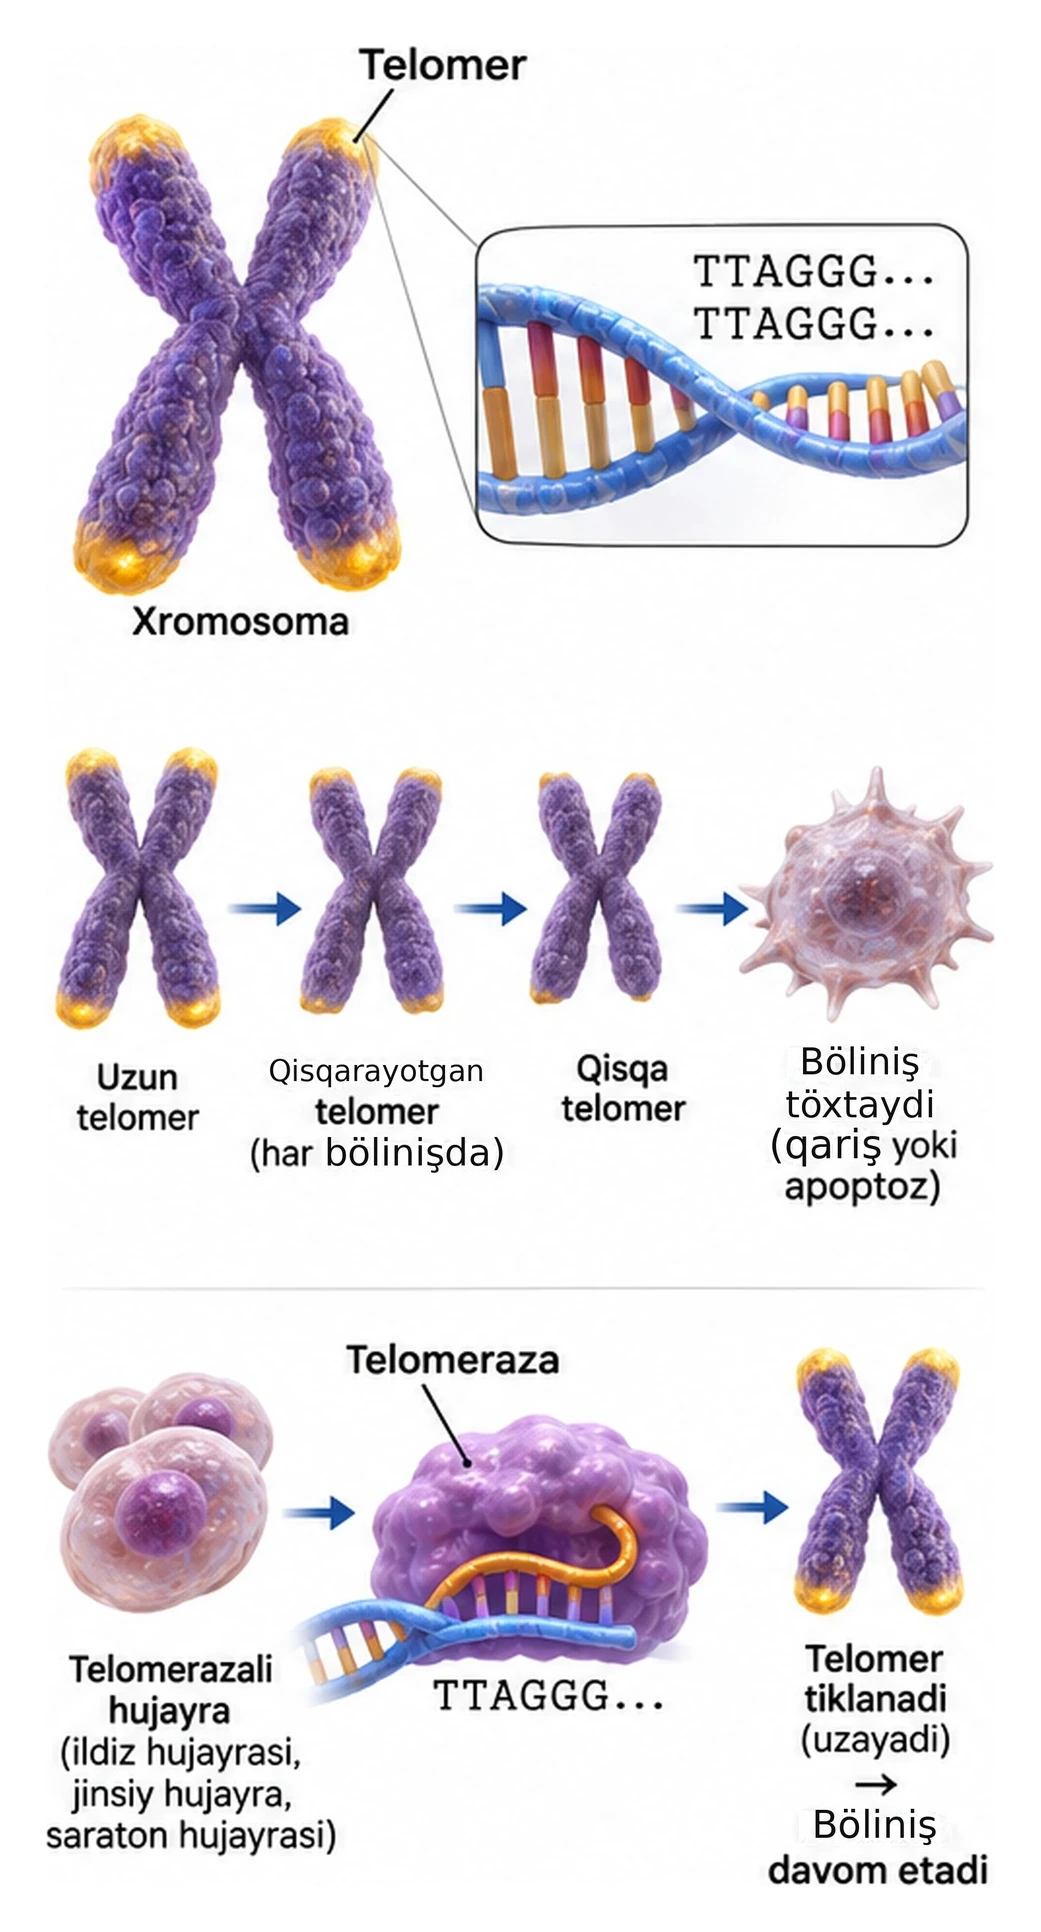 Telomer
TTAGGG...
TTAGGG...
Xromosoma
Uzun
telomer
Qisqarayotgan
telomer
(har bölinişda)
Qisqa
telomer
Böliniş
töxtaydi
(qariş yoki
apoptoz)
Telomeraza
Telomerazali
hujayra
(ildiz hujayrasi,
jinsiy hujayra,
saraton hujayrasi)
TTAGGG...
Telomer
tiklanadi
(uzayadi)
→
Böliniş
davom etadi